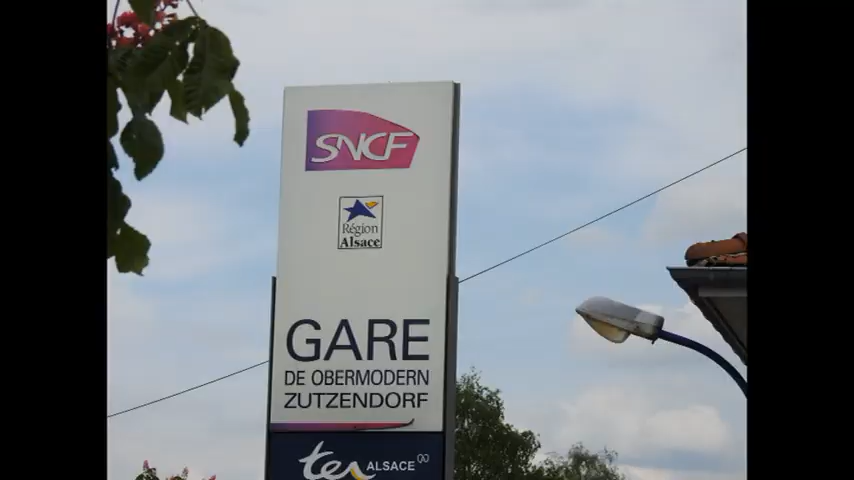 SNCF
Région
Alsace
GARE
DE OBERMODERN
ZUTZENDORF
ter ALSACE